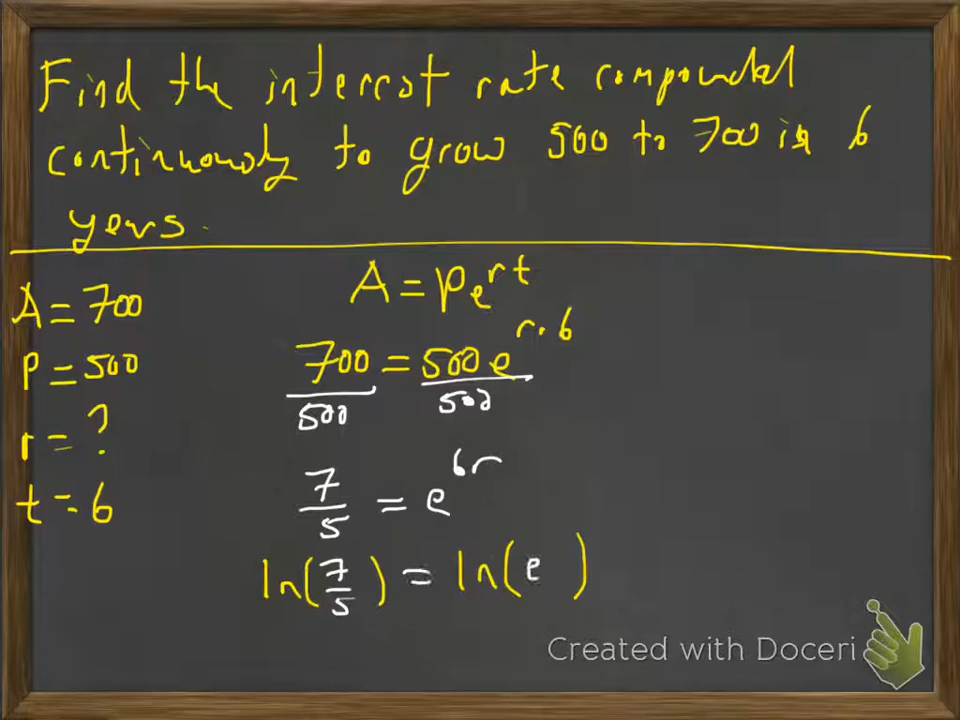 Find the interest rate compounded
continuously to grow 500 to 700 in 6
years.
A = 700
P = 500
r = ?
t = 6
A = Pe^rt
700 = 500e^r·6
500 500
7/5 = e^6r
ln(7/5) = ln(e )
Created with Doceri